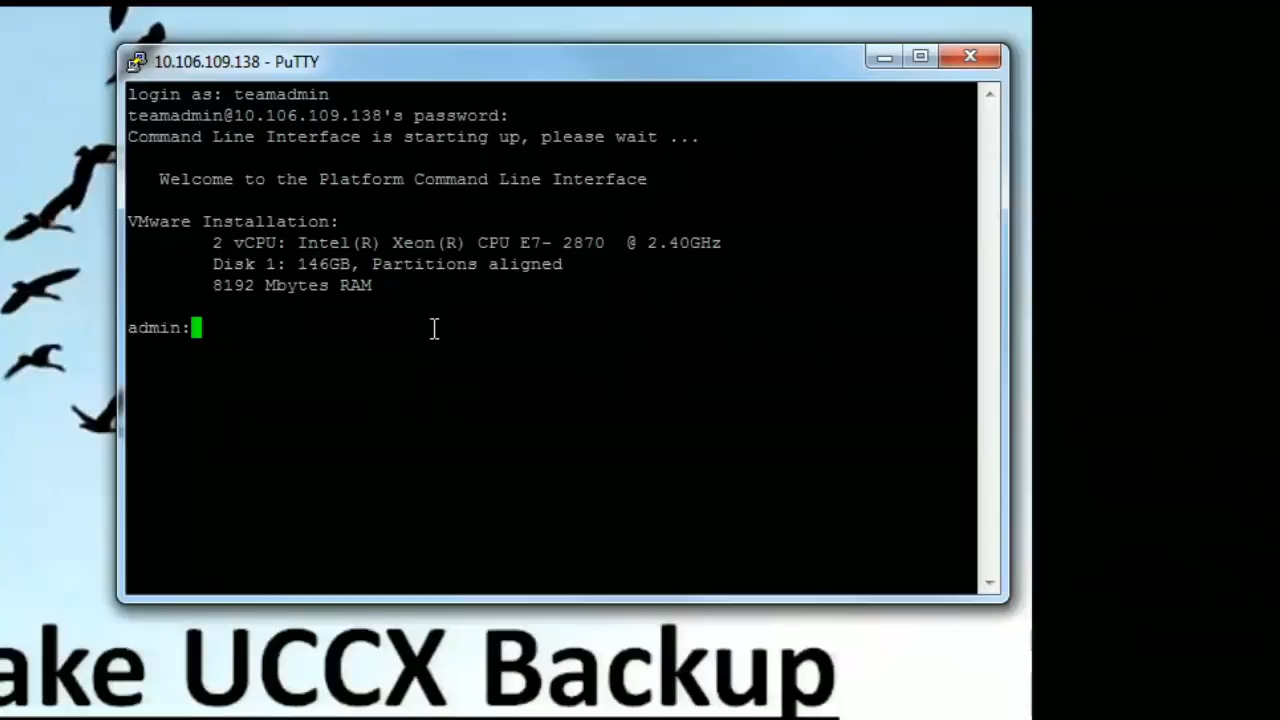 10.106.109.138 - PuTTY
login as: teamadmin
teamadmin@10.106.109.138's password:
Command Line Interface is starting up, please wait ...
Welcome to the Platform Command Line Interface
VMware Installation:
2 vCPU: Intel(R) Xeon(R) CPU E7- 2870  @ 2.40GHz
Disk 1: 146GB, Partitions aligned
8192 Mbytes RAM
admin:
ake UCCX Backup